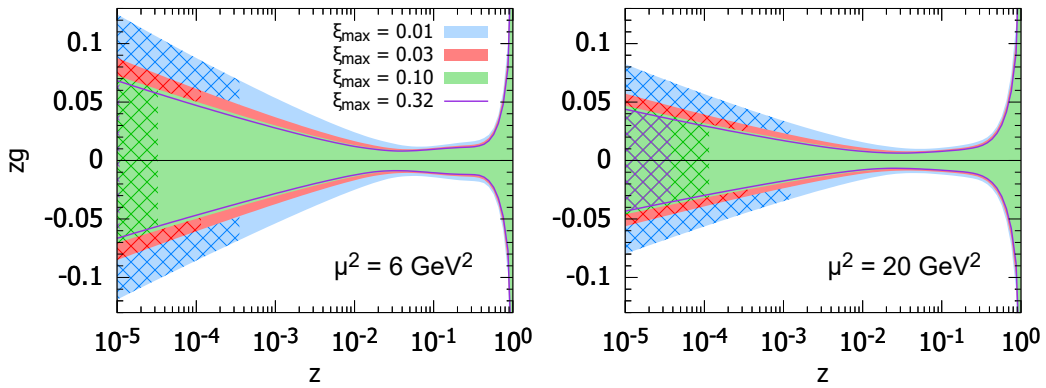 0.1
0.05
0
-0.05
-0.1
zg
ξmax = 0.01
ξmax = 0.03
ξmax = 0.10
ξmax = 0.32
μ² = 6 GeV²
10⁻⁵ 10⁻⁴ 10⁻³ 10⁻² 10⁻¹ 10⁰
z
0.1
0.05
0
-0.05
-0.1
μ² = 20 GeV²
10⁻⁵ 10⁻⁴ 10⁻³ 10⁻² 10⁻¹ 10⁰
z